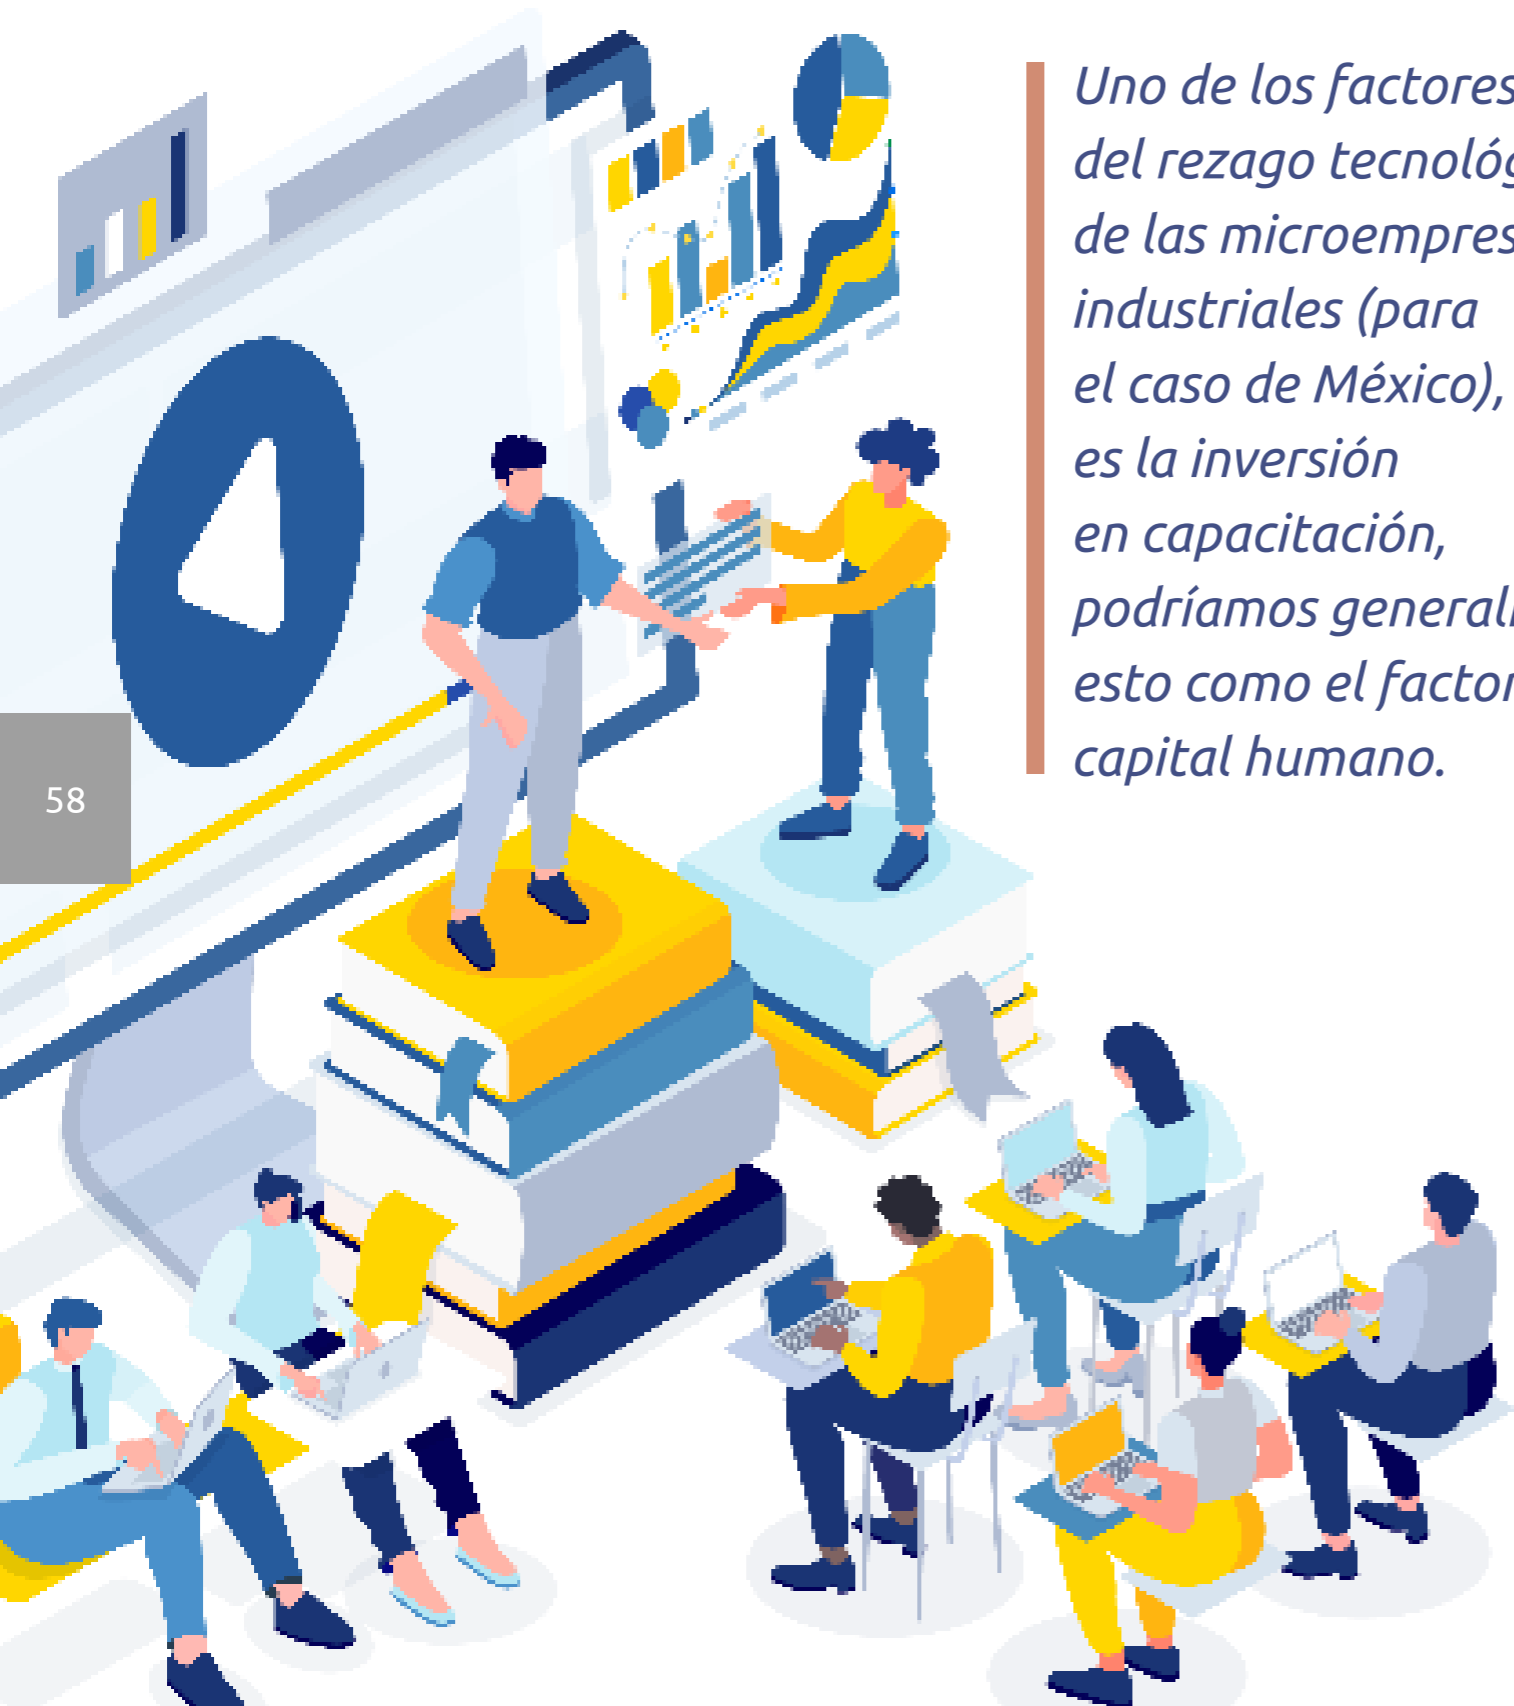 Uno de los factores
del rezago tecnológ
de las microempres
industriales (para
el caso de México),
es la inversión
en capacitación,
podríamos generali
esto como el factor
capital humano.
58